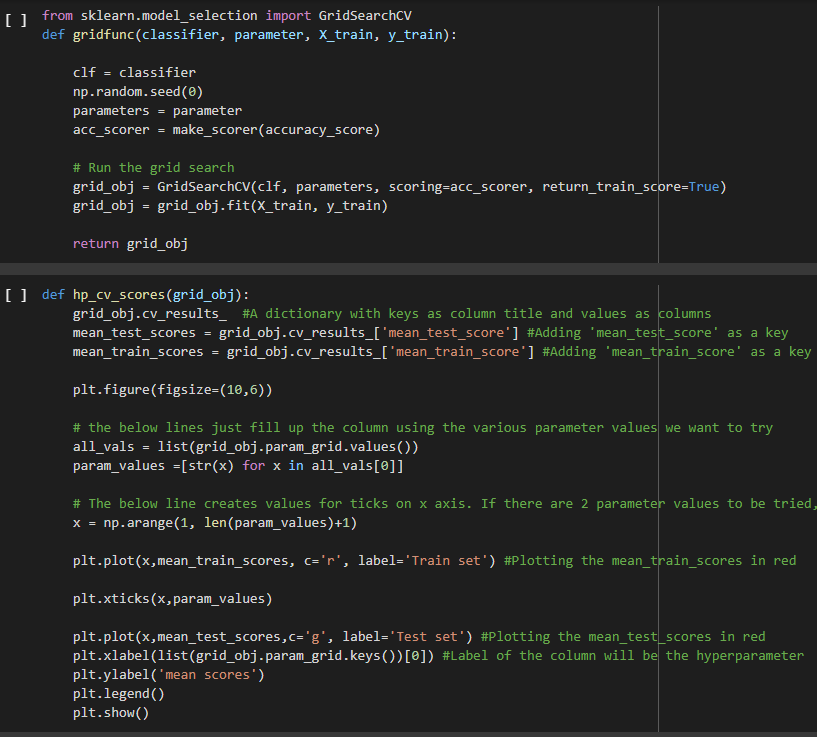 [ ] from sklearn.model_selection import GridSearchCV
def gridfunc(classifier, parameter, X_train, y_train):
clf = classifier
np.random.seed(0)
parameters = parameter
acc_scorer = make_scorer(accuracy_score)
# Run the grid search
grid_obj = GridSearchCV(clf, parameters, scoring=acc_scorer, return_train_score=True)
grid_obj = grid_obj.fit(X_train, y_train)
return grid_obj
[ ] def hp_cv_scores(grid_obj):
grid_obj.cv_results_  #A dictionary with keys as column title and values as columns
mean_test_scores = grid_obj.cv_results_['mean_test_score'] #Adding 'mean_test_score' as a key
mean_train_scores = grid_obj.cv_results_['mean_train_score'] #Adding 'mean_train_score' as a key
plt.figure(figsize=(10,6))
# the below lines just fill up the column using the various parameter values we want to try
all_vals = list(grid_obj.param_grid.values())
param_values =[str(x) for x in all_vals[0]]
# The below line creates values for ticks on x axis. If there are 2 parameter values to be tried,
x = np.arange(1, len(param_values)+1)
plt.plot(x,mean_train_scores, c='r', label='Train set') #Plotting the mean_train_scores in red
plt.xticks(x,param_values)
plt.plot(x,mean_test_scores,c='g', label='Test set') #Plotting the mean_test_scores in red
plt.xlabel(list(grid_obj.param_grid.keys())[0]) #Label of the column will be the hyperparameter
plt.ylabel('mean scores')
plt.legend()
plt.show()